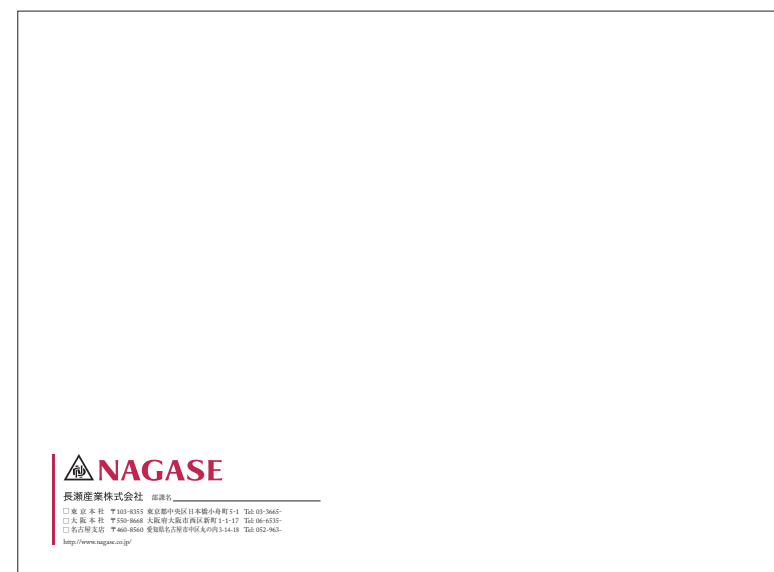 NAGASE
長瀬産業株式会社 部課名
□ 東京本社 〒103-8355 東京都中央区日本橋小舟町5-1 Tel: 03-3665-
□ 大阪本社 〒550-8668 大阪府大阪市西区新町1-1-17 Tel: 06-6535-
□ 名古屋支店 〒460-8560 愛知県名古屋市中区丸の内3-14-18 Tel: 052-963-
http://www.nagase.co.jp/